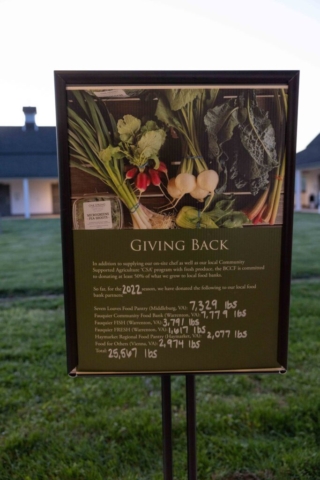 GIVING BACK
In addition to supplying our on-site chef as well as our local Community
Supported Agriculture (CSA) program with fresh produce, the BCCF is committed
to donating at least 50% of what we grow to local food banks.
So far, for the 2022 season, we have donated the following to our local food
bank partners:
Seven Loaves Food Pantry (Middleburg, VA) 7,329 lbs
Fauquier Community Food Bank (Warrenton, VA) 7,779 lbs
Fauquier FISH (Warrenton, VA) 3,791 lbs
Fauquier FRESH (Warrenton, VA) 1,617 lbs
Haymarket Regional Food Pantry (Haymarket, VA) 2,077 lbs
Food for Others (Fairfax, VA) 2,974 lbs
Total 25,567 lbs